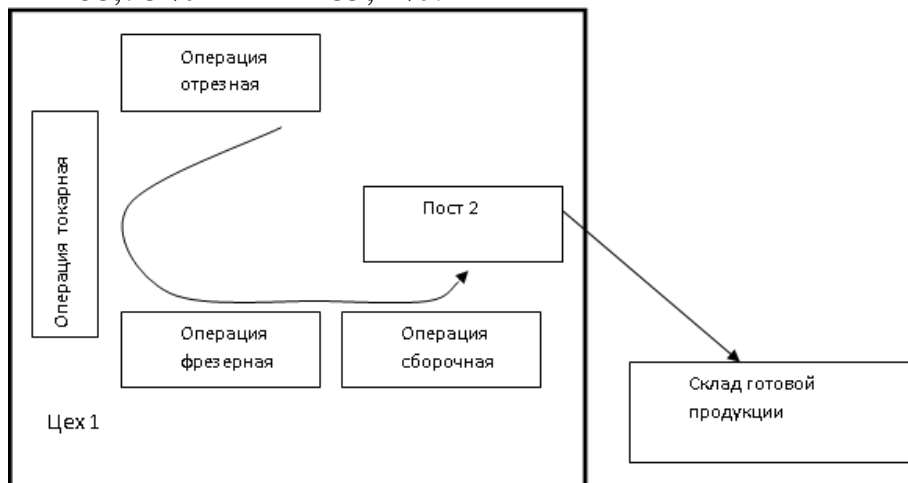 Операция
отрезная
Операция токарная
Пост 2
Операция
фрезерная
Операция
сборочная
Склад готовой
продукции
Цех 1